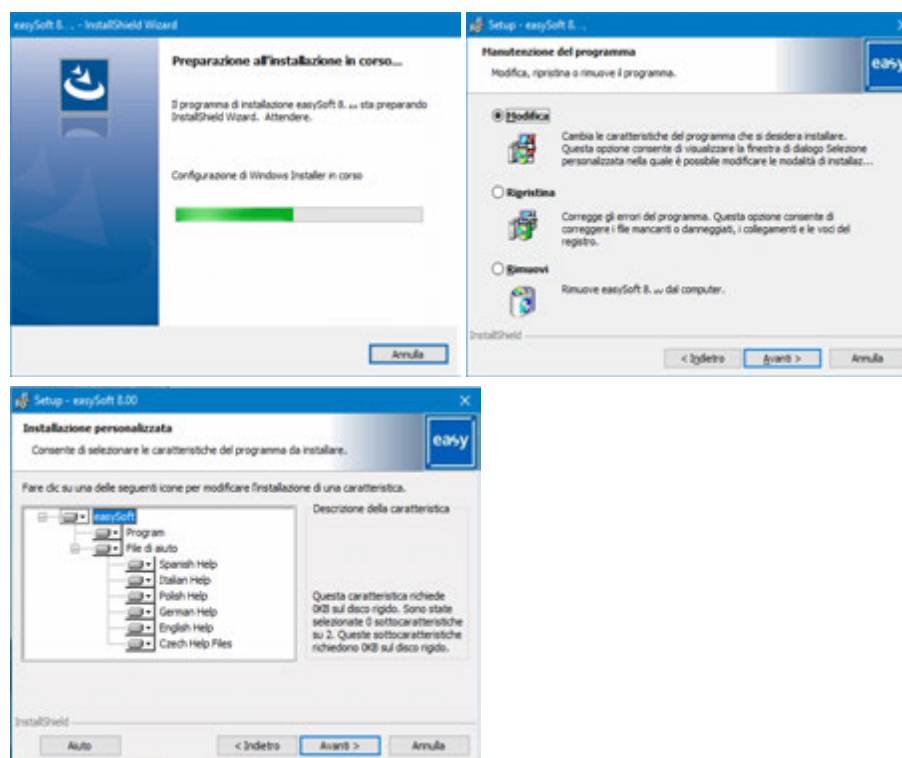 easySoft 8. ... - InstallShield Wizard
Preparazione all'installazione in corso...
Il programma di installazione easySoft 8. ... sta preparando
InstallShield Wizard. Attendere.
Configurazione di Windows Installer in corso
Annulla
Setup - easySoft 8. ...
Manutenzione del programma
Modifica, ripristina o rimuove il programma.
easy
Modifica
Cambia le caratteristiche del programma che si desidera installare.
Questa opzione consente di visualizzare la finestra di dialogo Selezione
personalizzata nella quale è possibile modificare le modalità di installaz...
Ripristina
Corregge gli errori del programma. Questa opzione consente di
correggere i file mancanti o danneggiati, i collegamenti e le voci del
registro.
Rimuovi
Rimuove easySoft 8. ... dal computer.
InstallShield
< Indietro
Avanti >
Annulla
Setup - easySoft 8.00
Installazione personalizzata
Consente di selezionare le caratteristiche del programma da installare.
easy
Fare clic su una delle seguenti icone per modificare l'installazione di una caratteristica.
easySoft
Program
File di aiuto
Spanish Help
Italian Help
Polish Help
German Help
English Help
Czech Help Files
Descrizione della caratteristica
Questa caratteristica richiede
0KB sul disco rigido. Sono state
selezionate 0 sottocaratteristiche
su 2. Queste sottocaratteristiche
richiedono 0KB sul disco rigido.
InstallShield
Aiuto
< Indietro
Avanti >
Annulla